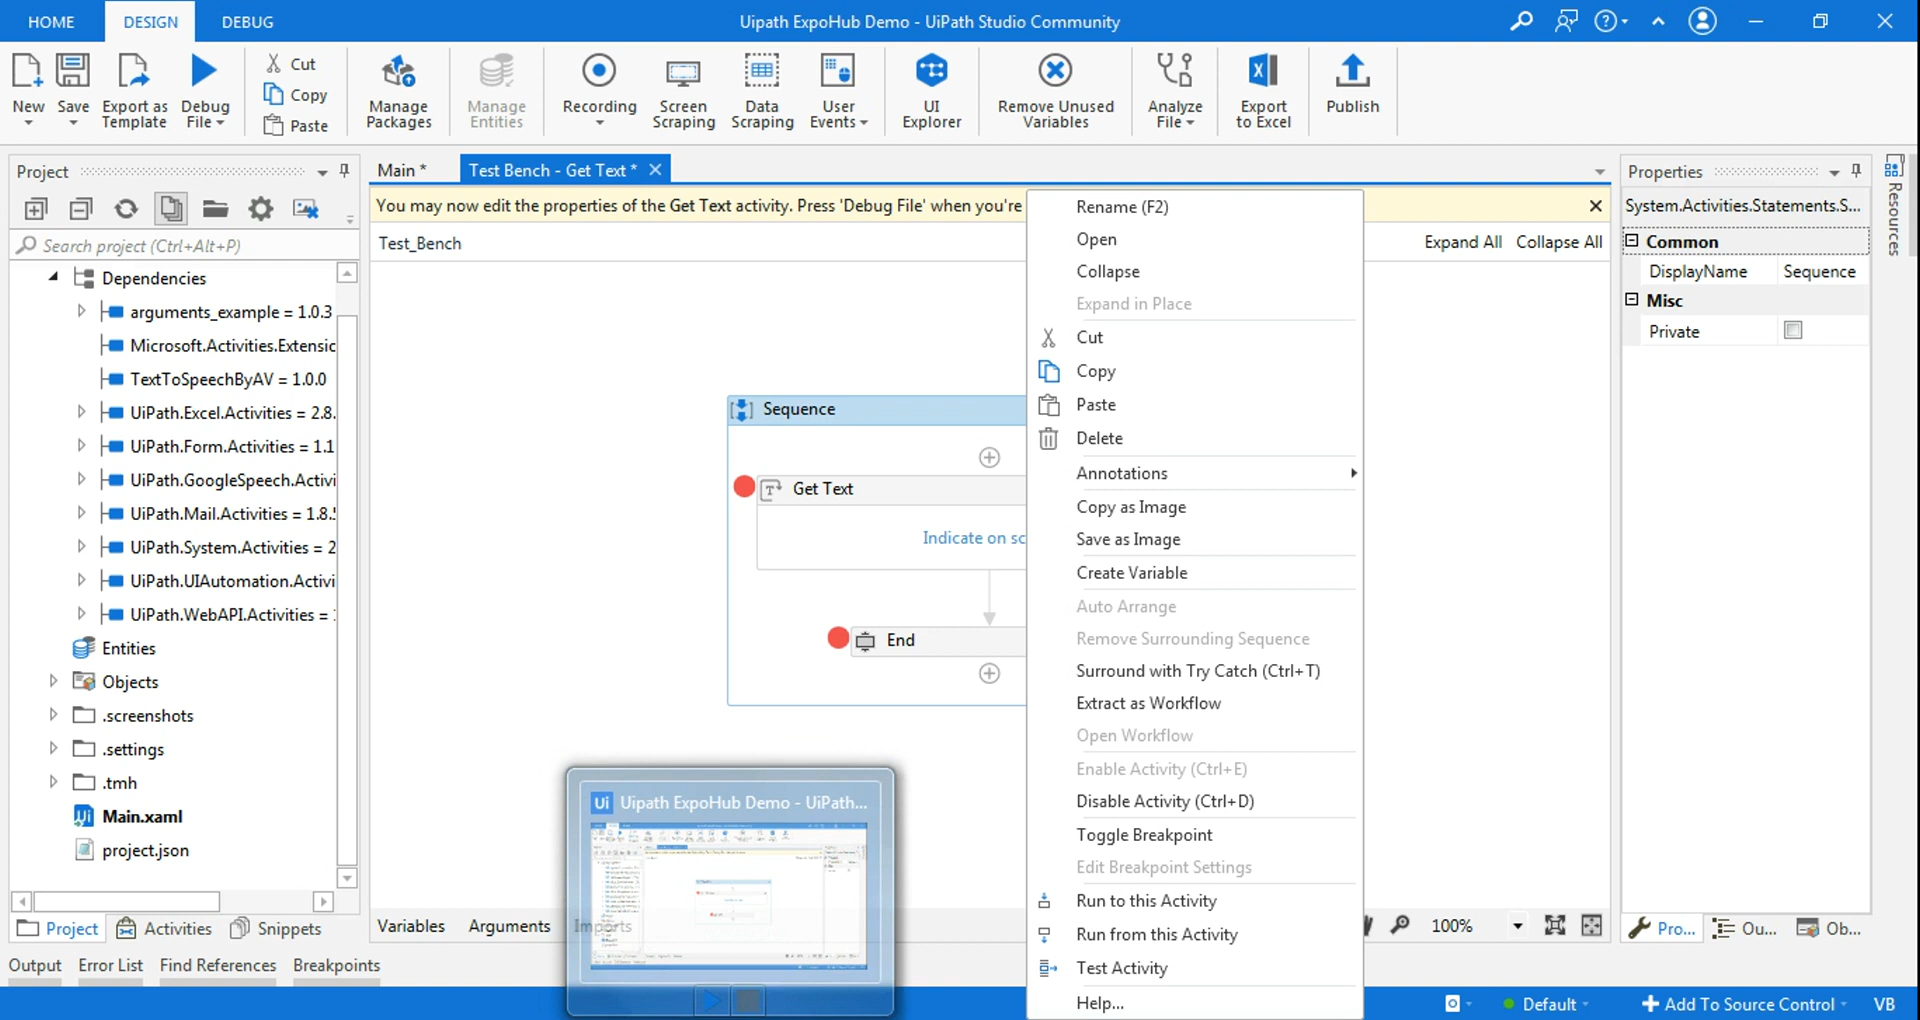 HOME DESIGN DEBUG Uipath ExpoHub Demo - UiPath Studio Community
New Save Export as Template Debug File Cut Copy Paste Manage Packages Manage Entities Recording Screen Scraping Data Scraping User Events UI Explorer Remove Unused Variables Analyze File Export to Excel Publish
Project
Search project (Ctrl+Alt+P)
Dependencies
arguments_example = 1.0.3
Microsoft.Activities.Extensic
TextToSpeechByAV = 1.0.0
UiPath.Excel.Activities = 2.8.
UiPath.Form.Activities = 1.1
UiPath.GoogleSpeech.Activi
UiPath.Mail.Activities = 1.8.5
UiPath.System.Activities = 2
UiPath.UIAutomation.Activi
UiPath.WebAPI.Activities =
Entities
Objects
.screenshots
.settings
.tmh
Main.xaml
project.json
Project Activities Snippets
Main * Test Bench - Get Text *
You may now edit the properties of the Get Text activity. Press 'Debug File' when you're
Test_Bench Expand All Collapse All
Sequence
Get Text
Indicate on sc
End
Rename (F2)
Open
Collapse
Expand in Place
Cut
Copy
Paste
Delete
Annotations
Copy as Image
Save as Image
Create Variable
Auto Arrange
Remove Surrounding Sequence
Surround with Try Catch (Ctrl+T)
Extract as Workflow
Open Workflow
Enable Activity (Ctrl+E)
Disable Activity (Ctrl+D)
Toggle Breakpoint
Edit Breakpoint Settings
Run to this Activity
Run from this Activity
Test Activity
Help...
Ui Uipath ExpoHub Demo - UiPath...
Variables Arguments Imports 100%
Properties
System.Activities.Statements.S...
Common
DisplayName Sequence
Misc
Private
Pro... Ou... Ob...
Resources
Output Error List Find References Breakpoints
Default Add To Source Control VB